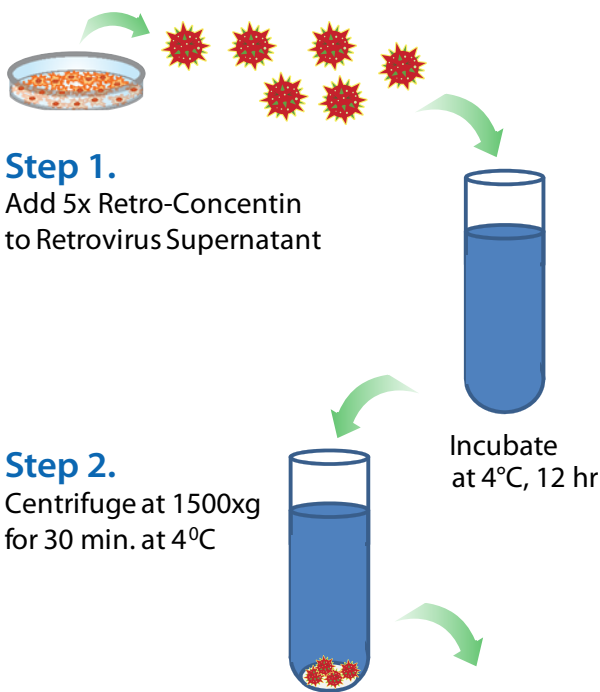 Step 1.
Add 5x Retro-Concentin
to Retrovirus Supernatant
Incubate
at 4°C, 12 hr
Step 2.
Centrifuge at 1500xg
for 30 min. at 4⁰C